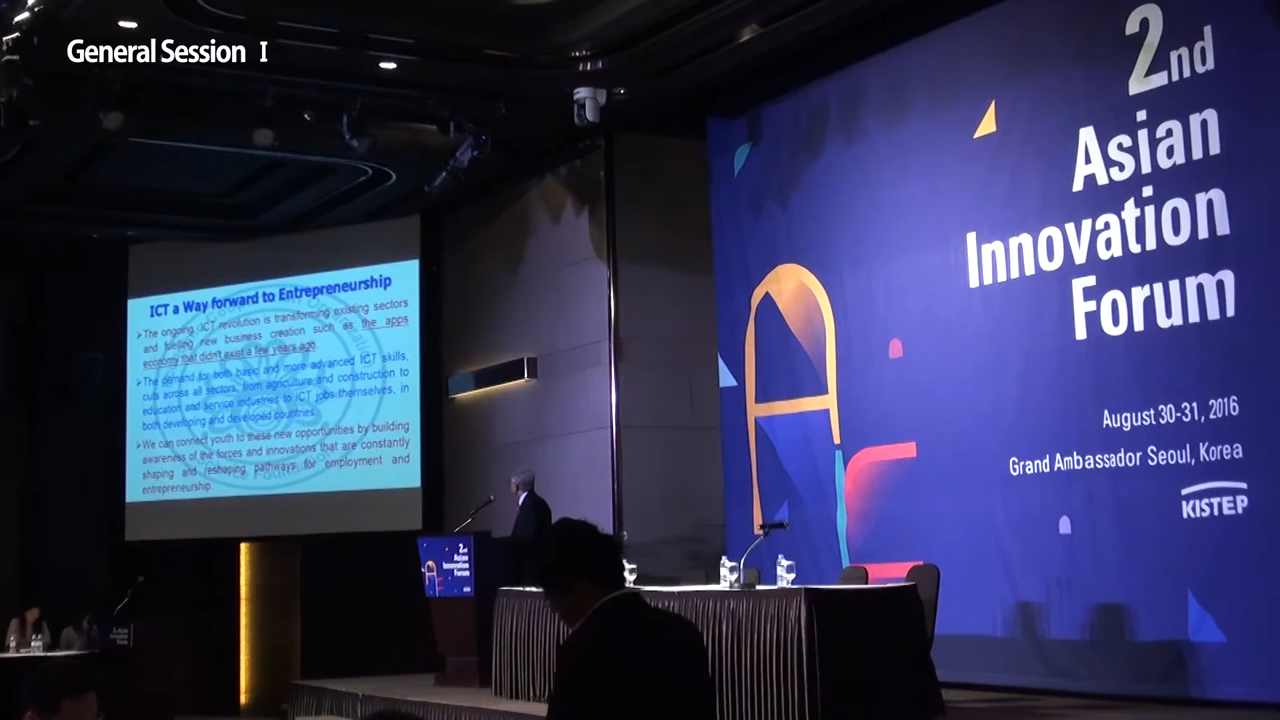 General Session I
2nd
Asian
Innovation
Forum
August 30-31, 2016
Grand Ambassador Seoul, Korea
KISTEP
ICT a Way forward to Entrepreneurship
➢The ongoing ICT revolution is transforming existing sectors
and fuelling new business creation such as the apps
economy that didn't exist a few years ago.
➢The demand for both basic and more advanced ICT skills,
cuts across all sectors, from agriculture and construction to
education and service industries to ICT jobs themselves, in
both developing and developed countries.
➢We can connect youth to these new opportunities by building
awareness of the forces and innovations that are constantly
shaping and reshaping pathways for employment and
entrepreneurship.
2nd
Asian
Innovation
Forum